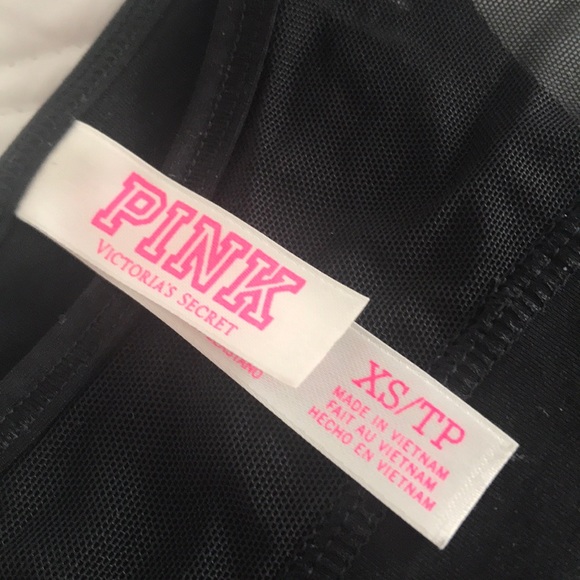 PINK
VICTORIA'S SECRET
XS/TP
MADE IN VIETNAM
FAIT AU VIETNAM
HECHO EN VIETNAM